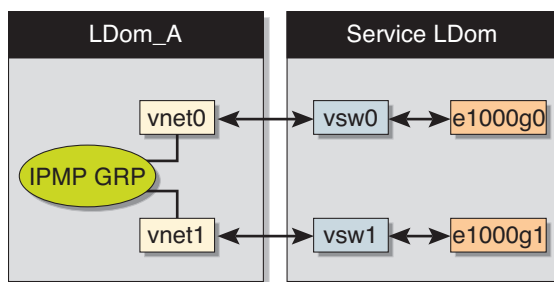 LDom_A
Service LDom
vnet0
vsw0
e1000g0
IPMP GRP
vnet1
vsw1
e1000g1